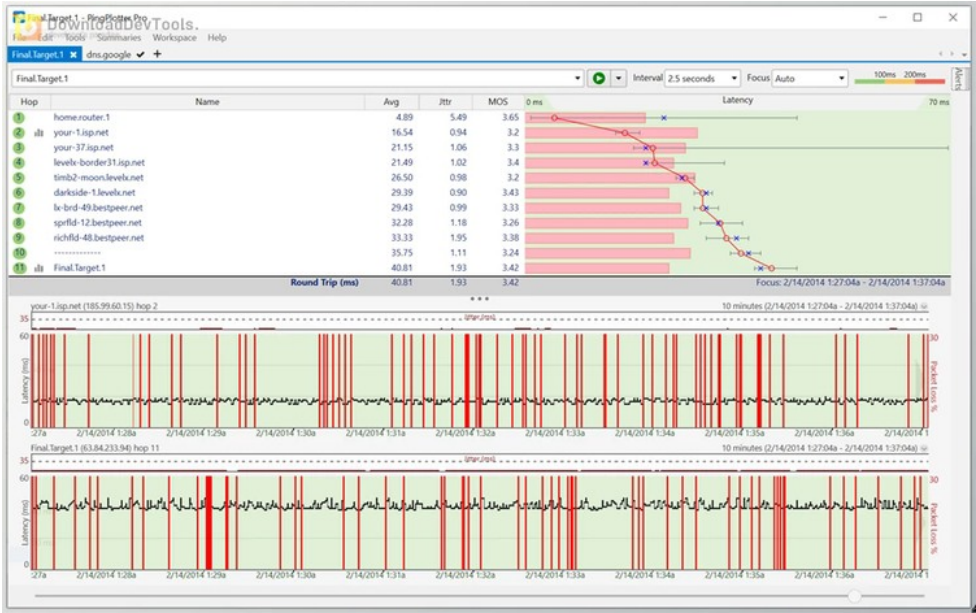 Final.Target.1 - PingPlotter Pro
DownloadDevTools.
File Edit Tools Summaries Workspace Help
Final.Target.1 dns.google
Final.Target.1 Interval 2.5 seconds Focus Auto 100ms 200ms Alerts
Hop Name Avg Jttr MOS 0 ms Latency 70 ms
1 home.router.1 4.89 5.49 3.65
2 your-1.isp.net 16.54 0.94 3.2
3 your-37.isp.net 21.15 1.06 3.3
4 levelx-border31.isp.net 21.49 1.02 3.4
5 timb2-moon.levelx.net 26.50 0.98 3.2
6 darkside-1.levelx.net 29.39 0.90 3.43
7 lx-brd-49.bestpeer.net 29.43 0.99 3.33
8 sprfld-12.bestpeer.net 32.28 1.18 3.26
9 richfld-48.bestpeer.net 33.33 1.95 3.38
10 ------------- 35.75 1.11 3.24
11 Final.Target.1 40.81 1.93 3.42
Round Trip (ms) 40.81 1.93 3.42 Focus: 2/14/2014 1:27:04a - 2/14/2014 1:37:04a
your-1.isp.net (185.99.60.15) hop 2 10 minutes (2/14/2014 1:27:04a - 2/14/2014 1:37:04a)
35 Jitter (ms)
60 30
Latency (ms) Packet Loss %
0
:27a 2/14/2014 1:28a 2/14/2014 1:29a 2/14/2014 1:30a 2/14/2014 1:31a 2/14/2014 1:32a 2/14/2014 1:33a 2/14/2014 1:34a 2/14/2014 1:35a 2/14/2014 1:36a 2/14/2014 1
Final.Target.1 (63.84.233.94) hop 11 10 minutes (2/14/2014 1:27:04a - 2/14/2014 1:37:04a)
35 Jitter (ms)
60 30
Latency (ms) Packet Loss %
0
:27a 2/14/2014 1:28a 2/14/2014 1:29a 2/14/2014 1:30a 2/14/2014 1:31a 2/14/2014 1:32a 2/14/2014 1:33a 2/14/2014 1:34a 2/14/2014 1:35a 2/14/2014 1:36a 2/14/2014 1